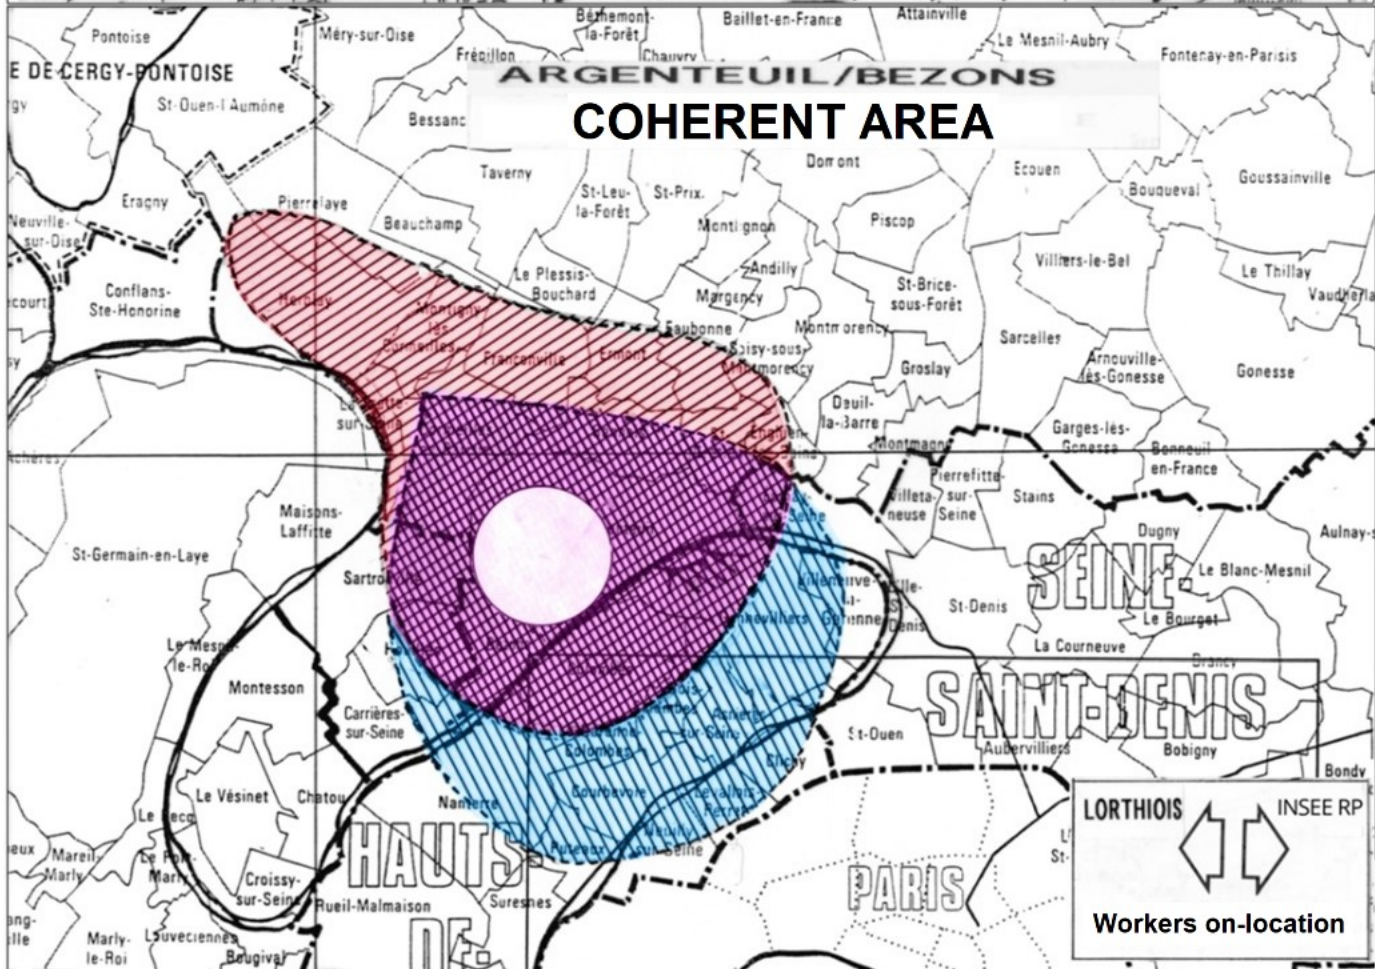 Pontoise
Méry-sur-Oise
Béthemont-
la-Forêt
Baillet-en-France
Attainville
Le Mesnil-Aubry
Fontenay-en-Parisis
Frépillon
Chauvry
E DE CERGY-PONTOISE
ARGENTEUIL/BEZONS
COHERENT AREA
St-Ouen-l'Aumône
Bessanc
Taverny
St-Leu-
la-Forêt
St-Prix.
Domont
Ecouen
Bouqueval
Goussainville
Eragny
Pierrelaye
Beauchamp
Montlignon
Piscop
Neuville-
sur-Oise
Conflans-
Ste-Honorine
Le Plessis-
Bouchard
Andilly
Margency
St-Brice-
sous-Forêt
Villiers-le-Bel
Le Thillay
Herblay
Montigny
lès
Cormeilles
Franconville
Ermont
Eaubonne
Soisy-sous-
Montmorency
Montmorency
Groslay
Sarcelles
Arnouville-
lès-Gonesse
Gonesse
Deuil-
la-Barre
Montmagny
Garges-lès-
Gonesse
Bonneuil
en-France
Enghien-
Pierrefitte-
sur-
Seine
Villeta-
neuse
Stains
Dugny
Aulnay-s
Achères
Maisons-
Laffitte
St-Germain-en-Laye
Le Blanc-Mesnil
SEINE
St-Denis
Le Bourget
La Courneuve
Drancy
Montesson
SAINT-DENIS
Carrières-
sur-Seine
Colombes
Asnières
sur-Seine
Clichy
St-Ouen
Aubervilliers
Bobigny
Bondy
Le Vésinet
Chatou
Nanterre
Courbevoie
Levallois-
Perret
Neuilly
sur-Seine
Puteaux
HAUTS-
DE-
PARIS
LORTHIOIS
INSEE RP
Workers on-location
Mareil-
Marly
Croissy-
sur-Seine
Rueil-Malmaison
Suresnes
Marly-
le-Roi
Louveciennes
Bougival